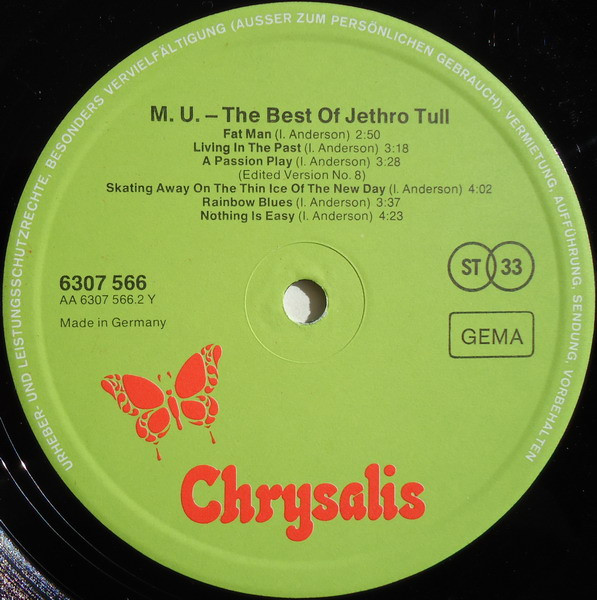 URHEBER- UND LEISTUNGSSCHUTZRECHTE, BESONDERS VERVIELFÄLTIGUNG (AUSSER ZUM PERSÖNLICHEN GEBRAUCH), VERMIETUNG, AUFFÜHRUNG, SENDUNG, VORBEHALTEN
M. U. – The Best Of Jethro Tull
Fat Man (I. Anderson) 2:50
Living In The Past (I. Anderson) 3:18
A Passion Play (I. Anderson) 3:28
(Edited Version No. 8)
Skating Away On The Thin Ice Of The New Day (I. Anderson) 4:02
Rainbow Blues (I. Anderson) 3:37
Nothing Is Easy (I. Anderson) 4:23
6307 566
AA 6307 566.2 Y
Made in Germany
ST 33
GEMA
Chrysalis